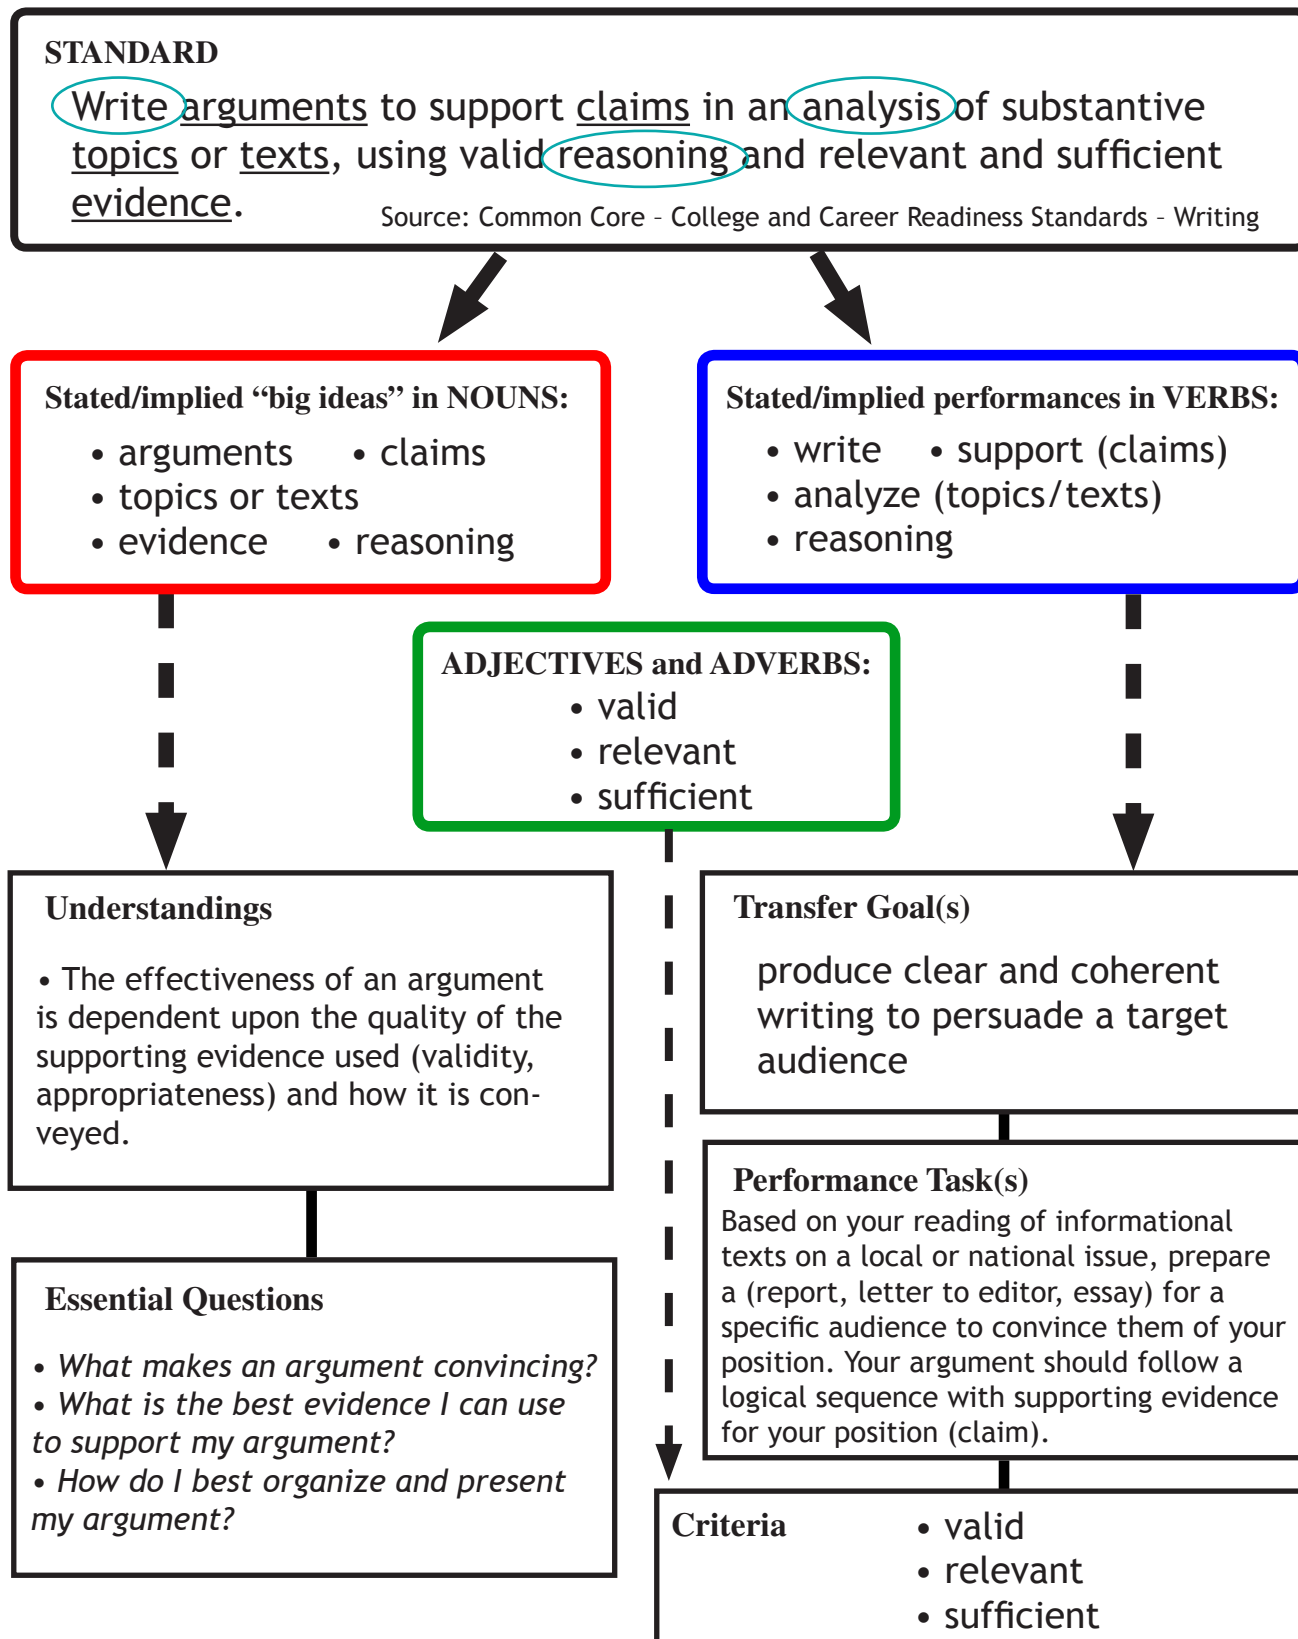 STANDARD
Write arguments to support claims in an analysis of substantive
topics or texts, using valid reasoning and relevant and sufficient
evidence.
Source: Common Core – College and Career Readiness Standards – Writing
Stated/implied “big ideas” in NOUNS:
• arguments • claims
• topics or texts
• evidence • reasoning
Stated/implied performances in VERBS:
• write • support (claims)
• analyze (topics/texts)
• reasoning
ADJECTIVES and ADVERBS:
• valid
• relevant
• sufficient
Understandings
• The effectiveness of an argument
is dependent upon the quality of the
supporting evidence used (validity,
appropriateness) and how it is con-
veyed.
Essential Questions
• What makes an argument convincing?
• What is the best evidence I can use
to support my argument?
• How do I best organize and present
my argument?
Transfer Goal(s)
produce clear and coherent
writing to persuade a target
audience
Performance Task(s)
Based on your reading of informational
texts on a local or national issue, prepare
a (report, letter to editor, essay) for a
specific audience to convince them of your
position. Your argument should follow a
logical sequence with supporting evidence
for your position (claim).
Criteria
• valid
• relevant
• sufficient